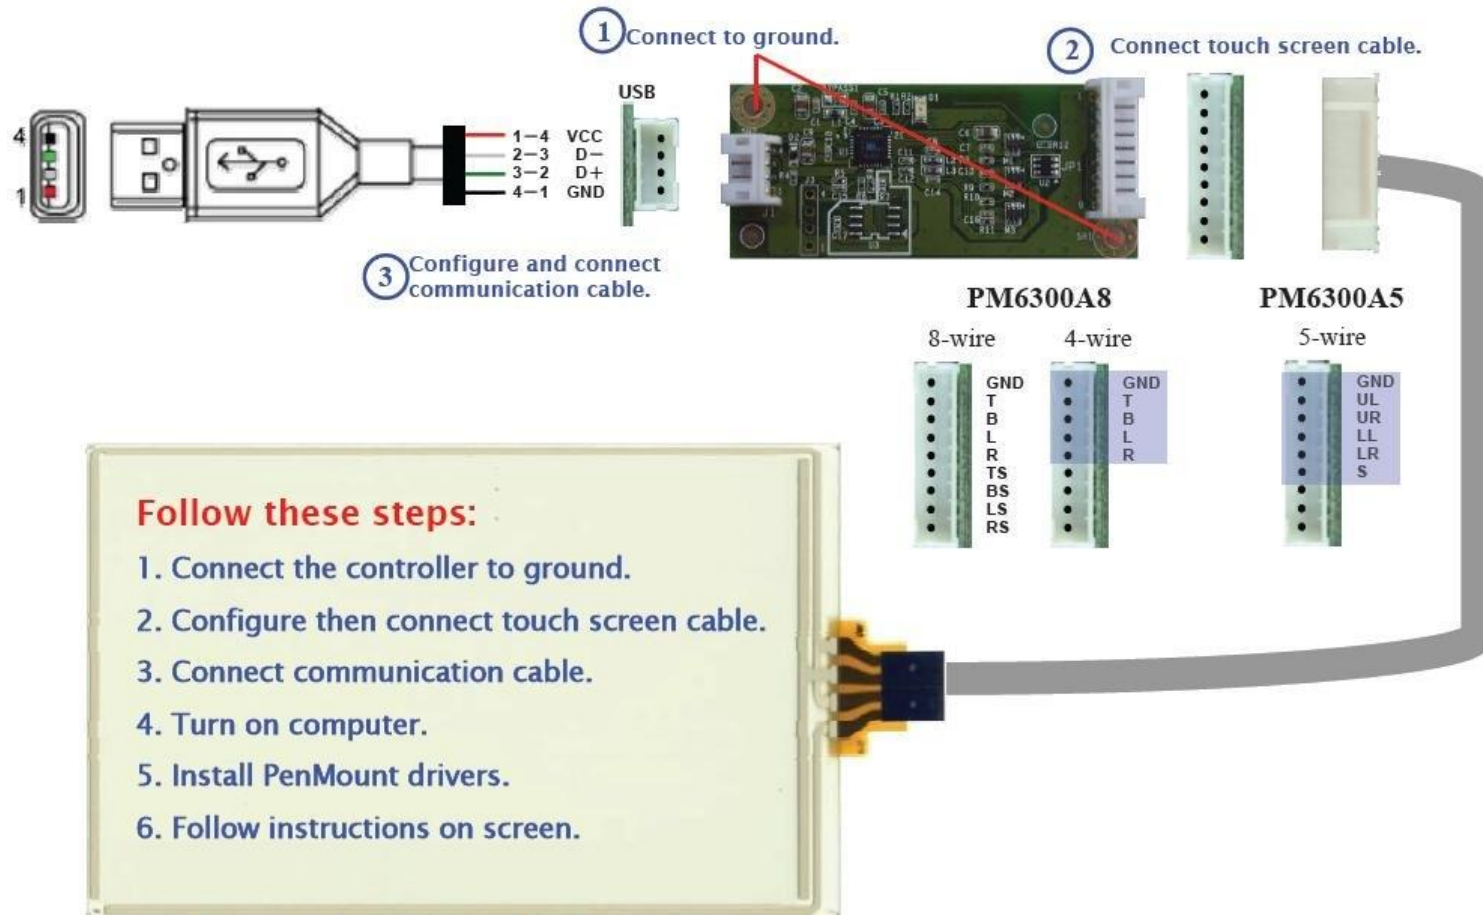 1 Connect to ground.
2 Connect touch screen cable.
USB
4
1
1-4 VCC
2-3 D-
3-2 D+
4-1 GND
3 Configure and connect
communication cable.
PM6300A8
8-wire
GND
T
B
L
R
TS
BS
LS
RS
4-wire
GND
T
B
L
R
PM6300A5
5-wire
GND
UL
UR
LL
LR
S
Follow these steps:
1. Connect the controller to ground.
2. Configure then connect touch screen cable.
3. Connect communication cable.
4. Turn on computer.
5. Install PenMount drivers.
6. Follow instructions on screen.